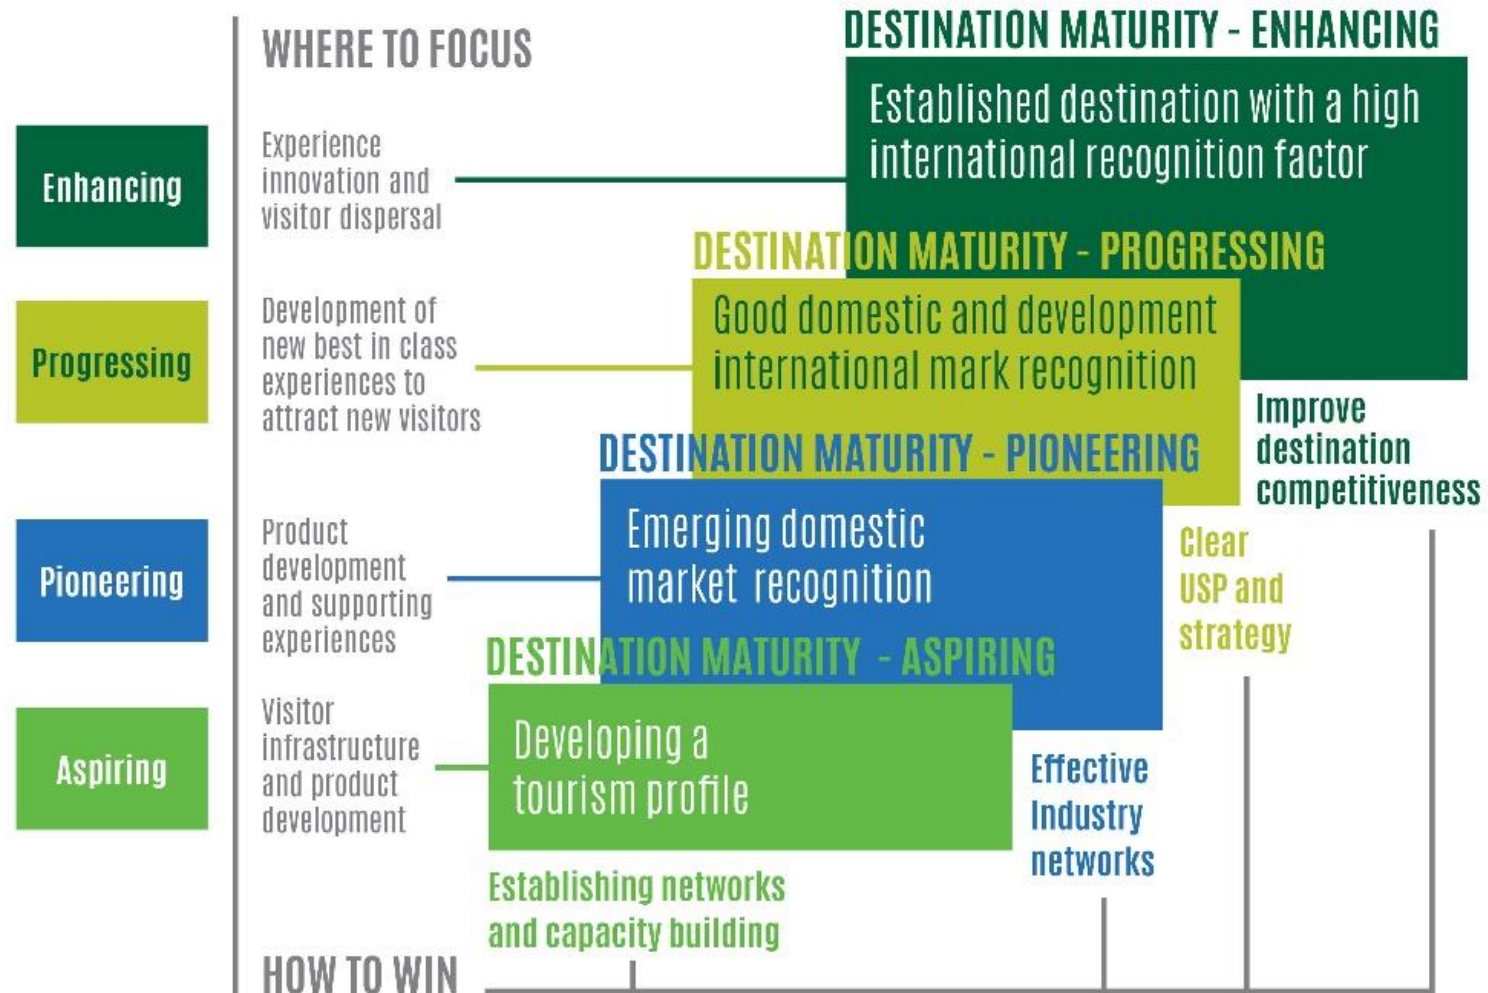 WHERE TO FOCUS
DESTINATION MATURITY - ENHANCING
Established destination with a high
international recognition factor
Enhancing
Experience
innovation and
visitor dispersal
DESTINATION MATURITY - PROGRESSING
Good domestic and development
international mark recognition
Progressing
Development of
new best in class
experiences to
attract new visitors
Improve
destination
competitiveness
DESTINATION MATURITY - PIONEERING
Emerging domestic
market recognition
Pioneering
Product
development
and supporting
experiences
Clear
USP and
strategy
DESTINATION MATURITY - ASPIRING
Developing a
tourism profile
Aspiring
Visitor
infrastructure
and product
development
Effective
Industry
networks
Establishing networks
and capacity building
HOW TO WIN